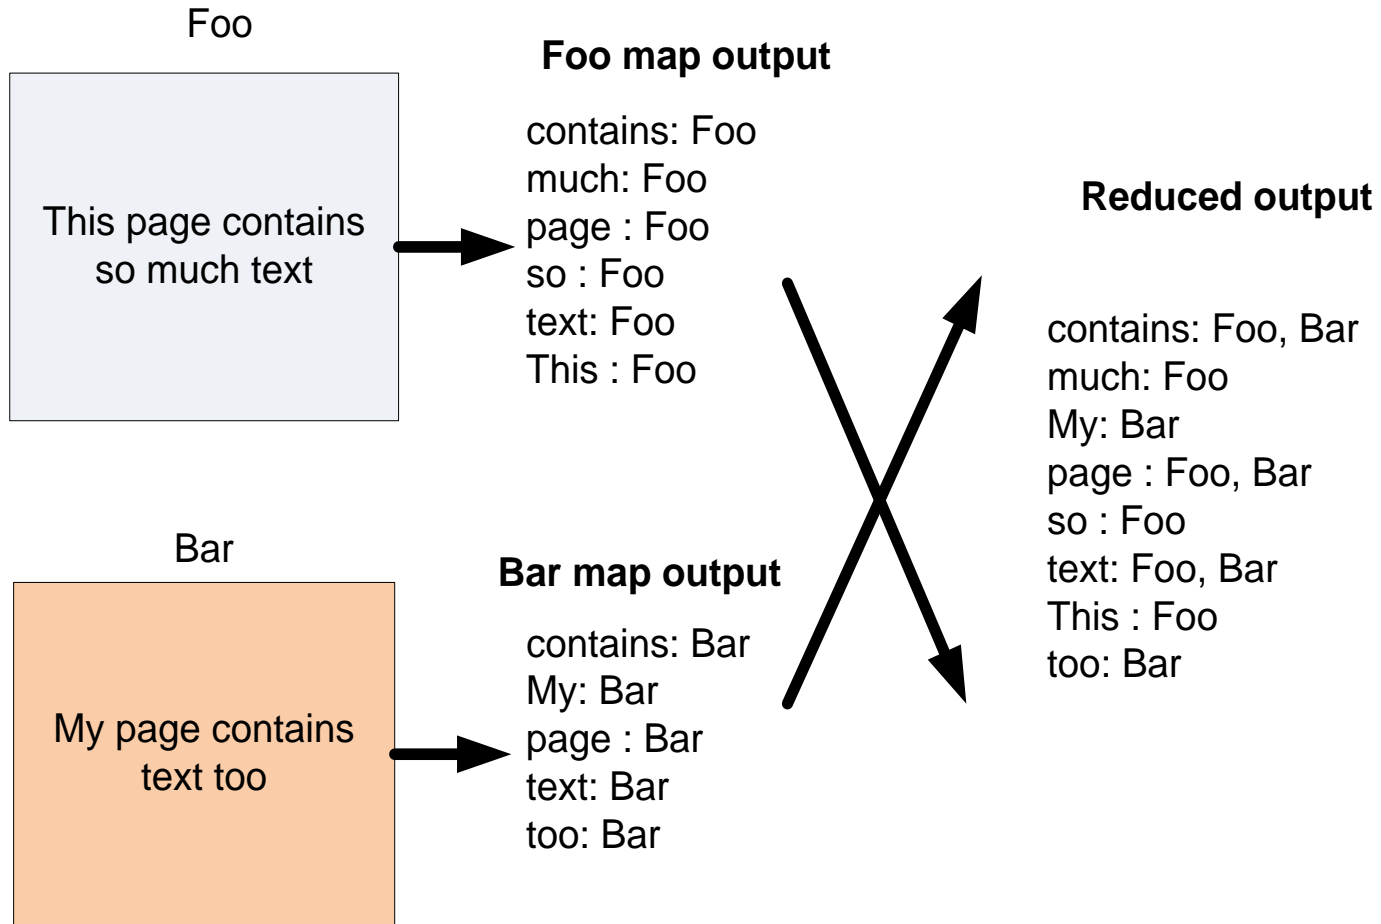 Foo
This page contains
so much text
Foo map output
contains: Foo
much: Foo
page : Foo
so : Foo
text: Foo
This : Foo
Bar
My page contains
text too
Bar map output
contains: Bar
My: Bar
page : Bar
text: Bar
too: Bar
Reduced output
contains: Foo, Bar
much: Foo
My: Bar
page : Foo, Bar
so : Foo
text: Foo, Bar
This : Foo
too: Bar